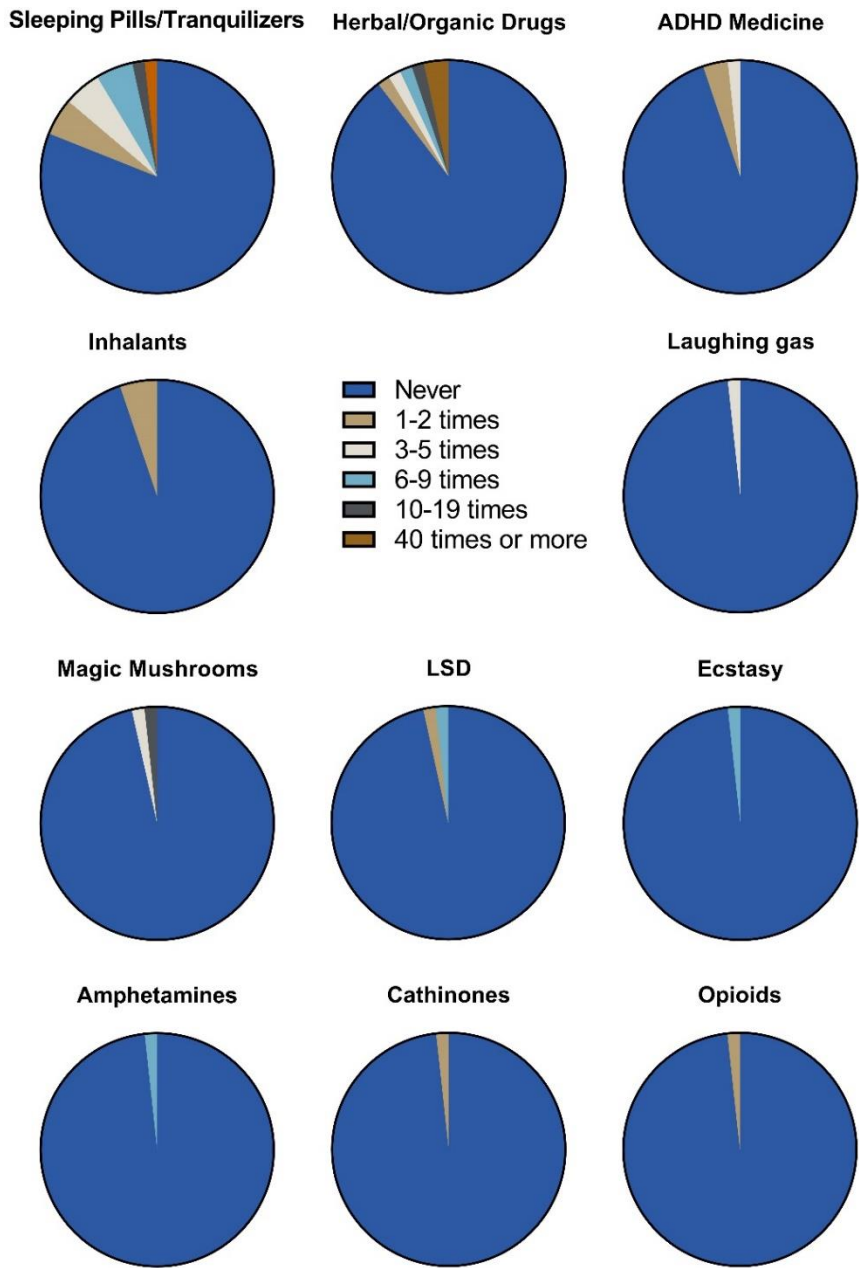 Sleeping Pills/Tranquilizers
Herbal/Organic Drugs
ADHD Medicine
Inhalants
Never
1-2 times
3-5 times
6-9 times
10-19 times
40 times or more
Laughing gas
Magic Mushrooms
LSD
Ecstasy
Amphetamines
Cathinones
Opioids